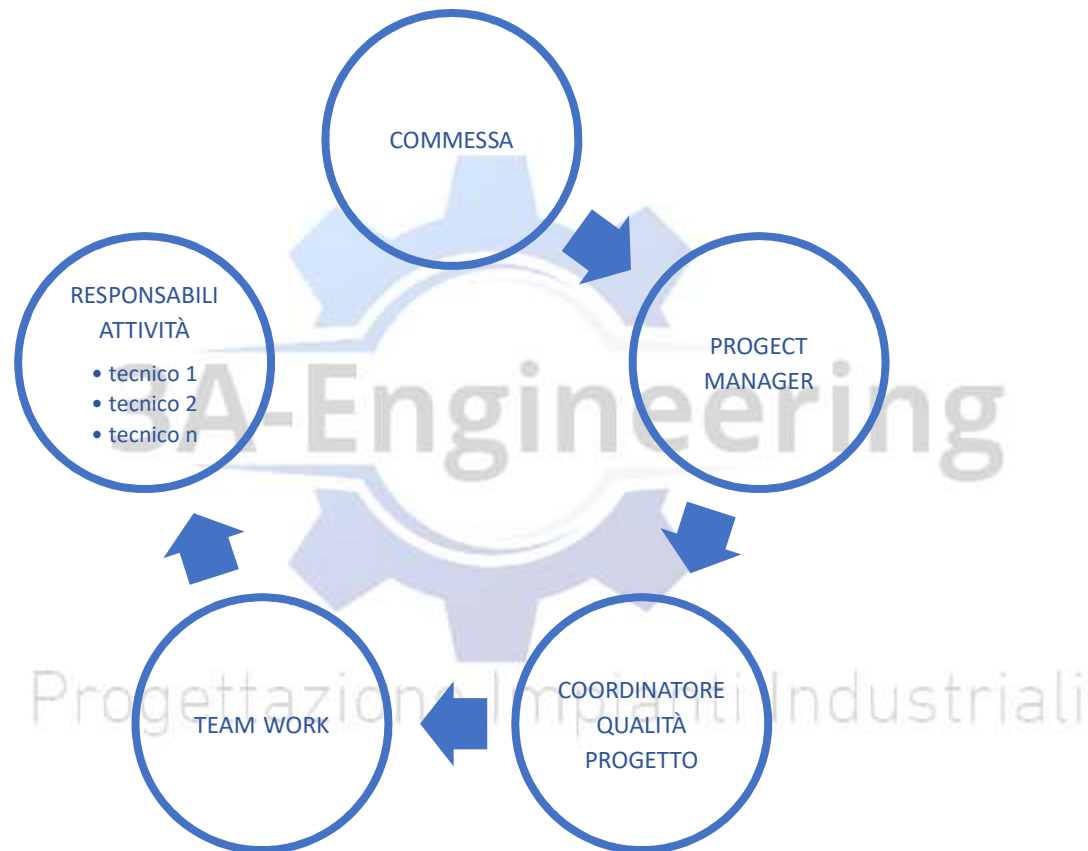 COMMESSA
PROGECT
MANAGER
COORDINATORE
QUALITÀ
PROGETTO
TEAM WORK
RESPONSABILI
ATTIVITÀ
• tecnico 1
• tecnico 2
• tecnico n
3A-Engineering
Progettazione Impianti Industriali